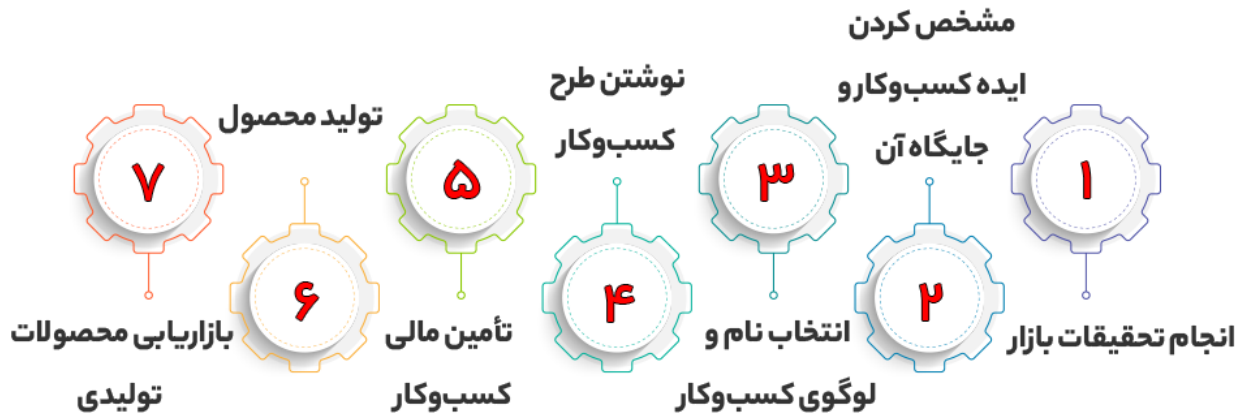 ۱
انجام تحقیقات بازار
۲
مشخص کردن
ایده کسب‌وکار و
جایگاه آن
۳
انتخاب نام و
لوگوی کسب‌وکار
۴
نوشتن طرح
کسب‌وکار
۵
تأمین مالی
کسب‌وکار
۶
تولید محصول
۷
بازاریابی محصولات
تولیدی